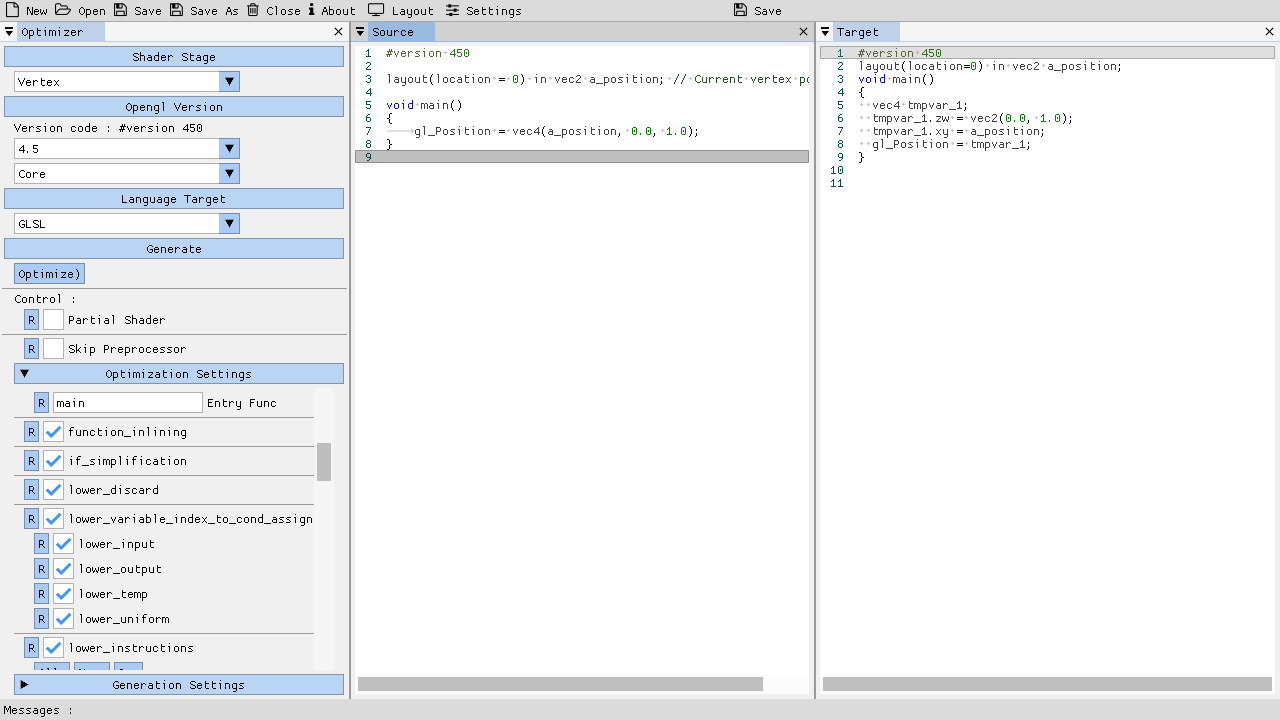 New Open Save Save As Close About Layout Settings Save
Optimizer
Shader Stage
Vertex
Opengl Version
Version code : #version 450
4.5
Core
Language Target
GLSL
Generate
Optimize)
Control :
R Partial Shader
R Skip Preprocessor
Optimization Settings
R main Entry Func
R function_inlining
R if_simplification
R lower_discard
R lower_variable_index_to_cond_assign
R lower_input
R lower_output
R lower_temp
R lower_uniform
R lower_instructions
Generation Settings
Source
1 #version 450
2
3 layout(location = 0) in vec2 a_position; // Current vertex po
4
5 void main()
6 {
7 gl_Position = vec4(a_position, 0.0, 1.0);
8 }
9
Target
1 #version 450
2 layout(location=0) in vec2 a_position;
3 void main()
4 {
5 vec4 tmpvar_1;
6 tmpvar_1.zw = vec2(0.0, 1.0);
7 tmpvar_1.xy = a_position;
8 gl_Position = tmpvar_1;
9 }
10
11
Messages :